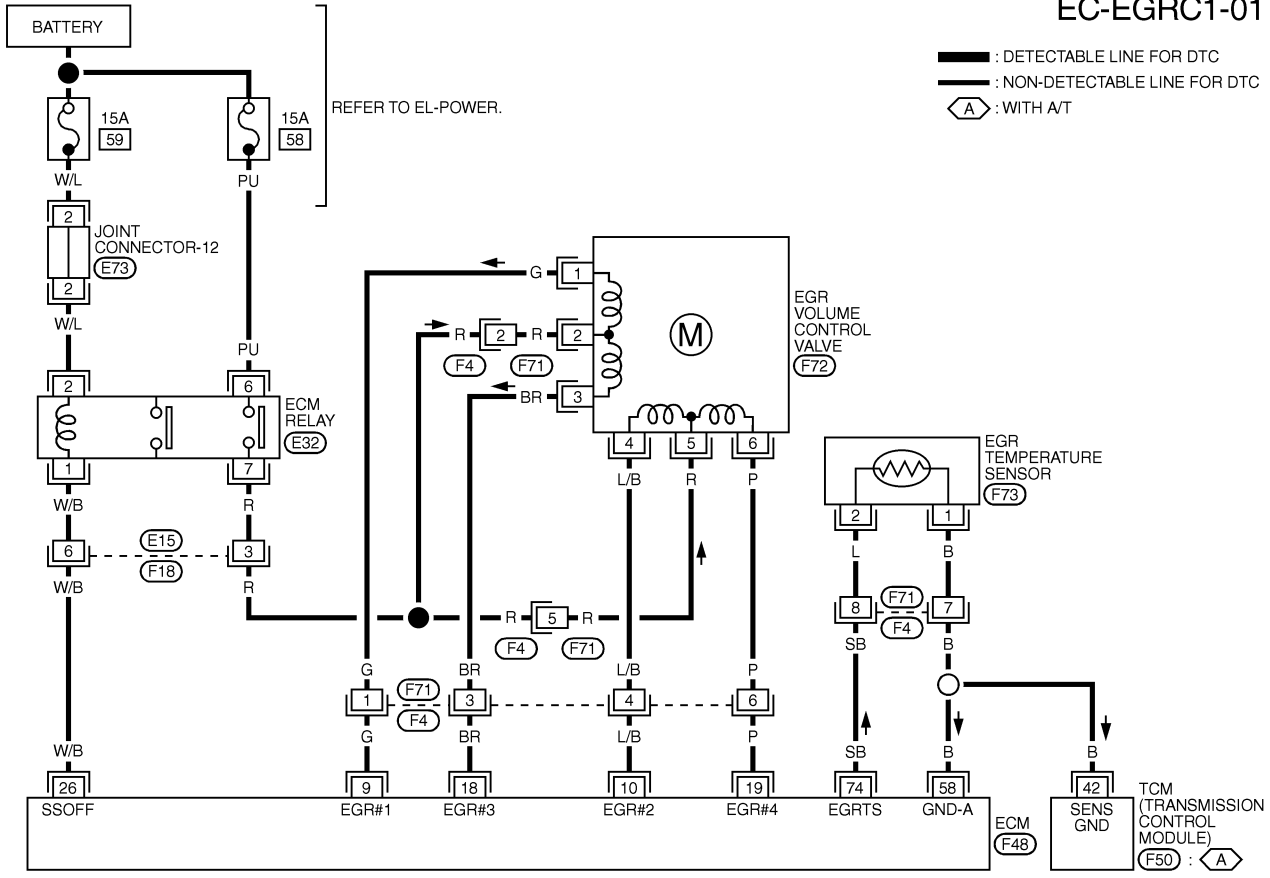 EC-EGRC1-01
BATTERY
: DETECTABLE LINE FOR DTC
: NON-DETECTABLE LINE FOR DTC
A : WITH A/T
REFER TO EL-POWER.
15A
59
15A
58
W/L
PU
2
JOINT
CONNECTOR-12
E73
2
W/L
PU
2
6
ECM
RELAY
E32
1
7
W/B
R
6
E15
F18
3
W/B
R
G
1
R
2
R
2
F4
F71
BR
3
M
EGR
VOLUME
CONTROL
VALVE
F72
4
5
6
L/B
R
P
EGR
TEMPERATURE
SENSOR
F73
2
1
L
B
8
F71
F4
7
SB
B
R
5
R
F4
F71
G
BR
L/B
P
1
F71
F4
3
4
6
G
BR
L/B
P
W/B
SB
B
B
26
9
18
10
19
74
58
42
SSOFF
EGR#1
EGR#3
EGR#2
EGR#4
EGRTS
GND-A
SENS
GND
ECM
F48
TCM
(TRANSMISSION
CONTROL
MODULE)
F50 : A